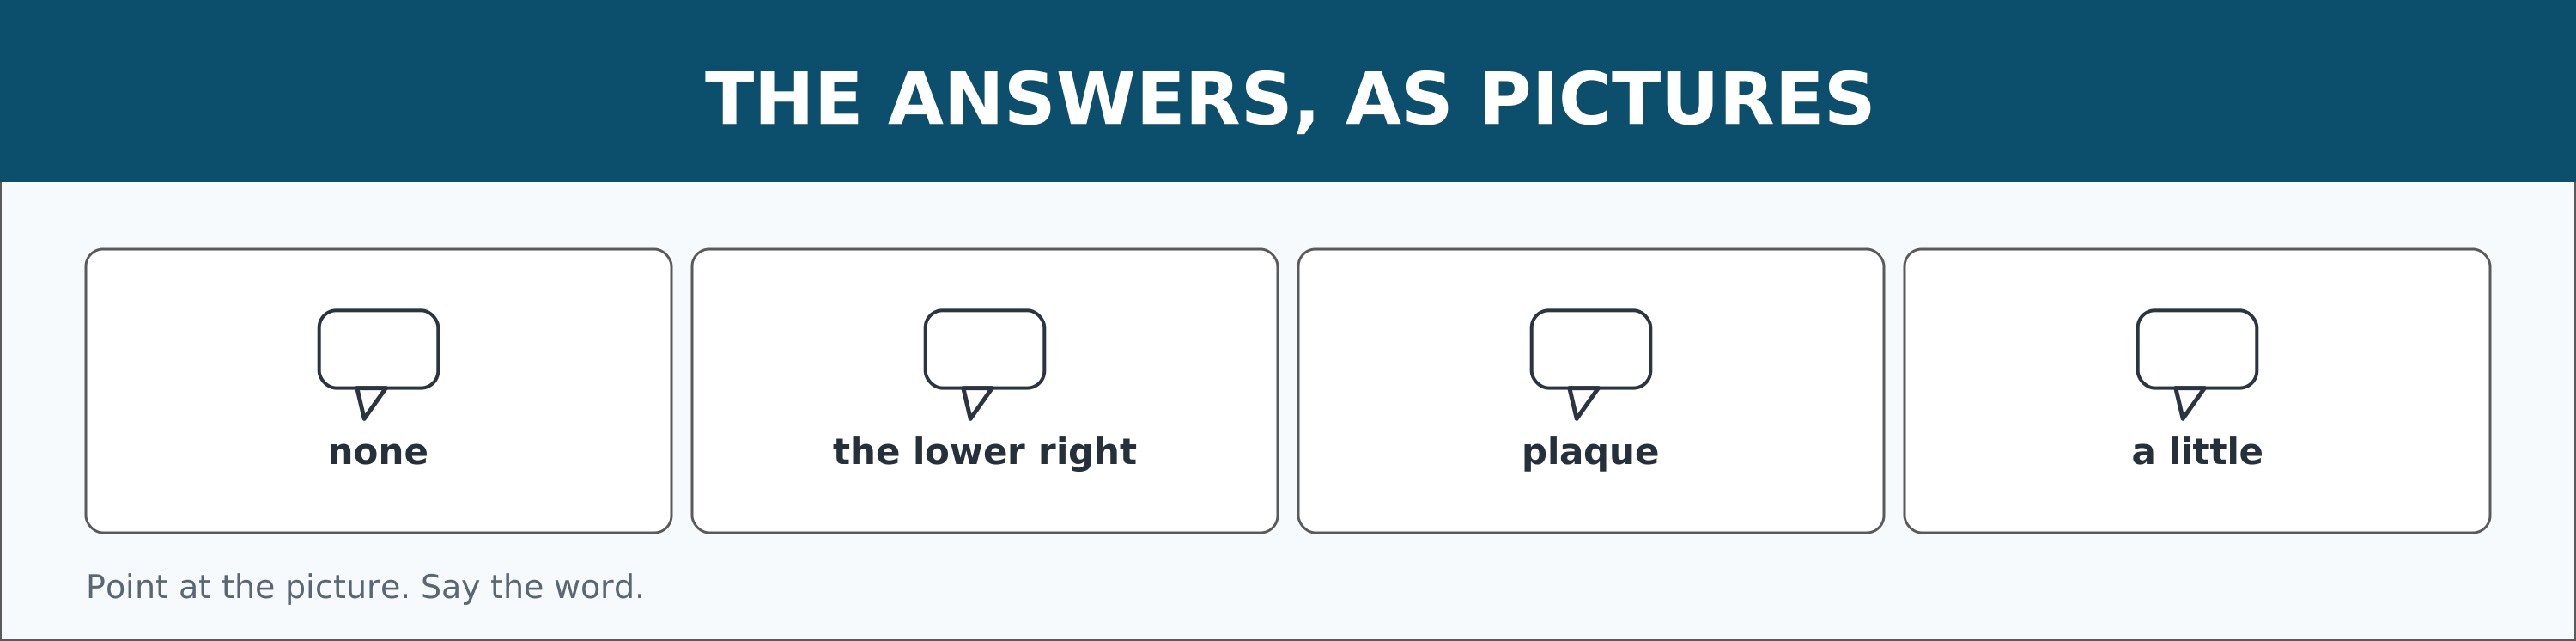 THE ANSWERS, AS PICTURES
none
the lower right
plaque
a little
Point at the picture. Say the word.